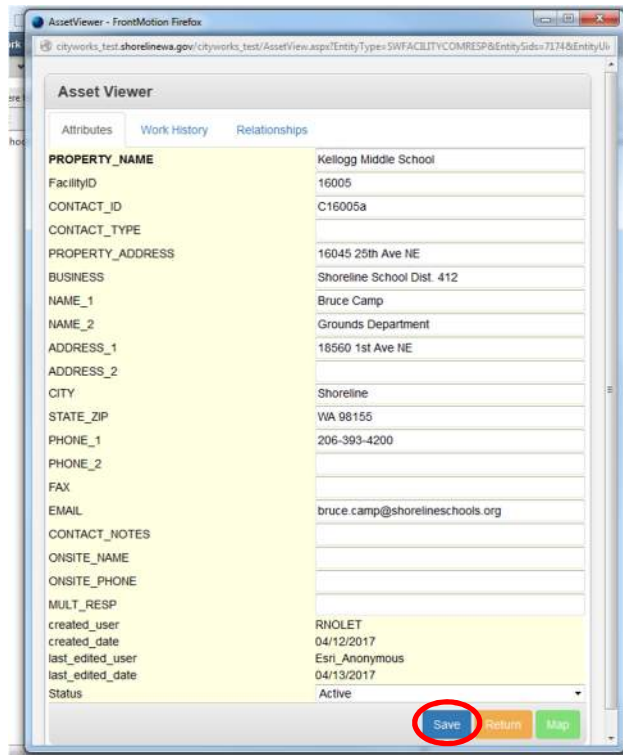 AssetViewer - FrontMotion Firefox
cityworks_test.shorelinewa.gov/cityworks_test/AssetView.aspx?EntityType=SWFACILITYCOMRESP&EntitySids=7174&EntityUi
Asset Viewer
Attributes Work History Relationships
PROPERTY_NAME Kellogg Middle School
FacilityID 16005
CONTACT_ID C16005a
CONTACT_TYPE
PROPERTY_ADDRESS 16045 25th Ave NE
BUSINESS Shoreline School Dist. 412
NAME_1 Bruce Camp
NAME_2 Grounds Department
ADDRESS_1 18560 1st Ave NE
ADDRESS_2
CITY Shoreline
STATE_ZIP WA 98155
PHONE_1 206-393-4200
PHONE_2
FAX
EMAIL bruce.camp@shorelineschools.org
CONTACT_NOTES
ONSITE_NAME
ONSITE_PHONE
MULT_RESP
created_user RNOLET
created_date 04/12/2017
last_edited_user Esri_Anonymous
last_edited_date 04/13/2017
Status Active
Save Return Map